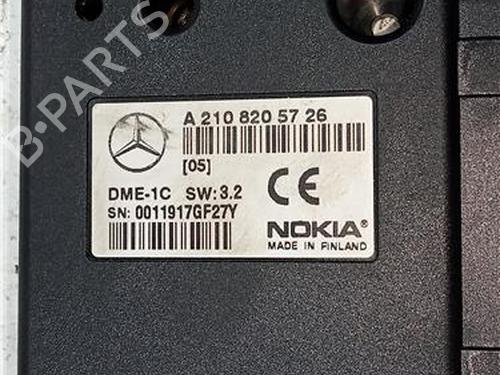 A 210 820 57 26
[05]
DME-1C SW: 3.2
SN: 0011917GF27Y
CE
NOKIA®
MADE IN FINLAND
B-PARTS